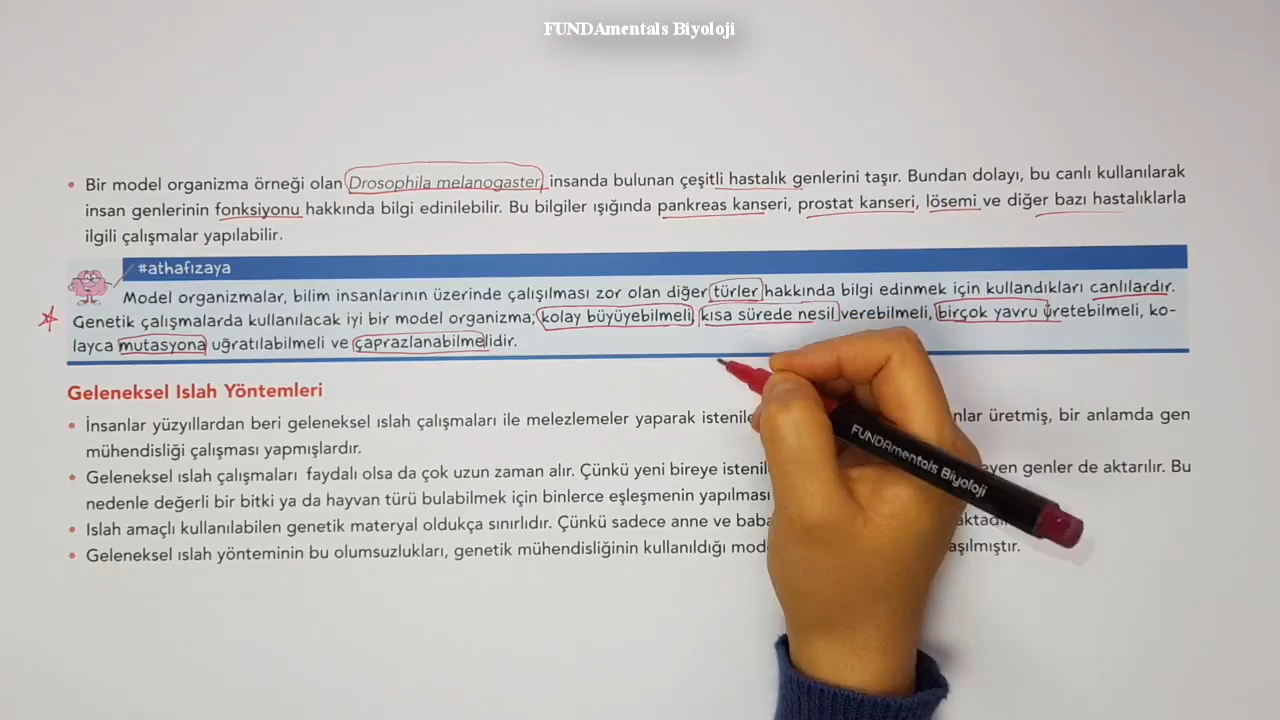 FUNDAmentals Biyoloji
• Bir model organizma örneği olan Drosophila melanogaster, insanda bulunan çeşitli hastalık genlerini taşır. Bundan dolayı, bu canlı kullanılarak
insan genlerinin fonksiyonu hakkında bilgi edinilebilir. Bu bilgiler ışığında pankreas kanseri, prostat kanseri, lösemi ve diğer bazı hastalıklarla
ilgili çalışmalar yapılabilir.
#athafızaya
Model organizmalar, bilim insanlarının üzerinde çalışılması zor olan diğer türler hakkında bilgi edinmek için kullandıkları canlılardır.
Genetik çalışmalarda kullanılacak iyi bir model organizma; kolay büyüyebilmeli, kısa sürede nesil verebilmeli, birçok yavru üretebilmeli, ko-
layca mutasyona uğratılabilmeli ve çaprazlanabilmelidir.
Geleneksel Islah Yöntemleri
• İnsanlar yüzyıllardan beri geleneksel ıslah çalışmaları ile melezlemeler yaparak üretmiş, bir anlamda gen
mühendisliği çalışması yapmışlardır.
• Geleneksel ıslah çalışmaları faydalı olsa da çok uzun zaman alır. Çünkü yeni bireye genler de aktarılır. Bu
nedenle değerli bir bitki ya da hayvan türü bulabilmek için binlerce eşleşmenin yapılması
• Islah amaçlı kullanılabilen genetik materyal oldukça sınırlıdır. Çünkü sadece anne ve
• Geleneksel ıslah yönteminin bu olumsuzlukları, genetik mühendisliğinin kullanıldığı
FUNDAmentals Biyoloji